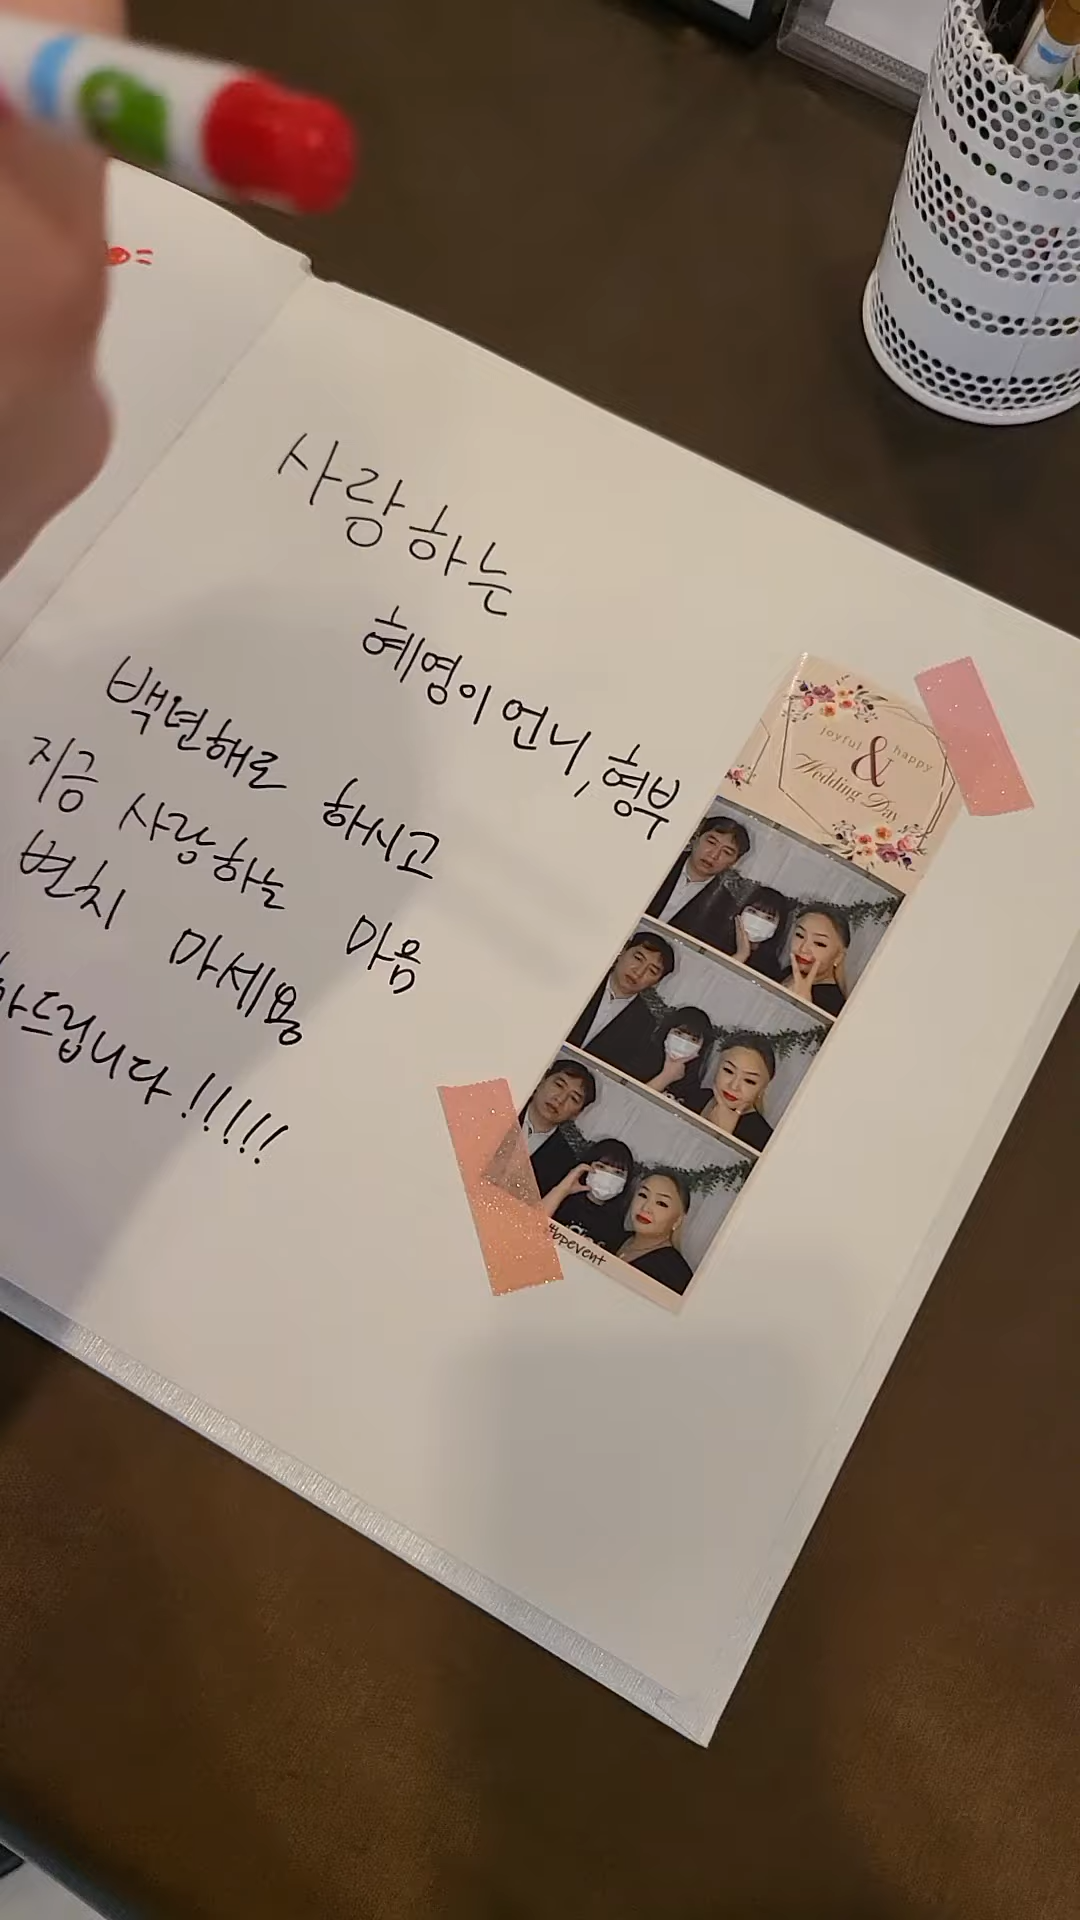 사랑하는
혜영이 언니, 형부
백년해로 해시고
지금 사랑하는 마음
변치 마세용
하드립니다!!!!!
joyful & happy
Wedding Day
#bpevent